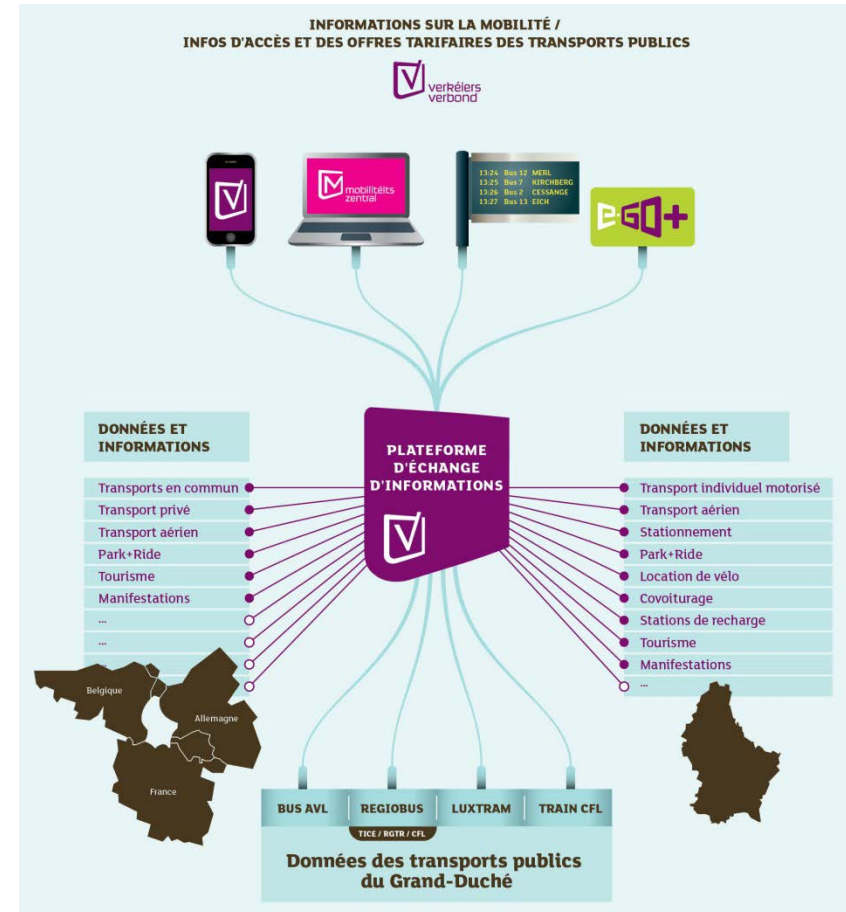 INFORMATIONS SUR LA MOBILITÉ /
INFOS D'ACCÈS ET DES OFFRES TARIFAIRES DES TRANSPORTS PUBLICS
verkéiers
verbond
mobilitéits
zentral
13:24 Bus 12 MERL
13:25 Bus 7 KIRCHBERG
13:26 Bus 2 CESSANGE
13:27 Bus 13 EICH
e-GO+
DONNÉES ET
INFORMATIONS
Transports en commun
Transport privé
Transport aérien
Park+Ride
Tourisme
Manifestations
...
...
...
Belgique
Allemagne
France
PLATEFORME
D'ÉCHANGE
D'INFORMATIONS
DONNÉES ET
INFORMATIONS
Transport individuel motorisé
Transport aérien
Stationnement
Park+Ride
Location de vélo
Covoiturage
Stations de recharge
Tourisme
Manifestations
...
BUS AVL
REGIOBUS
LUXTRAM
TRAIN CFL
TICE / RGTR / CFL
Données des transports publics
du Grand-Duché